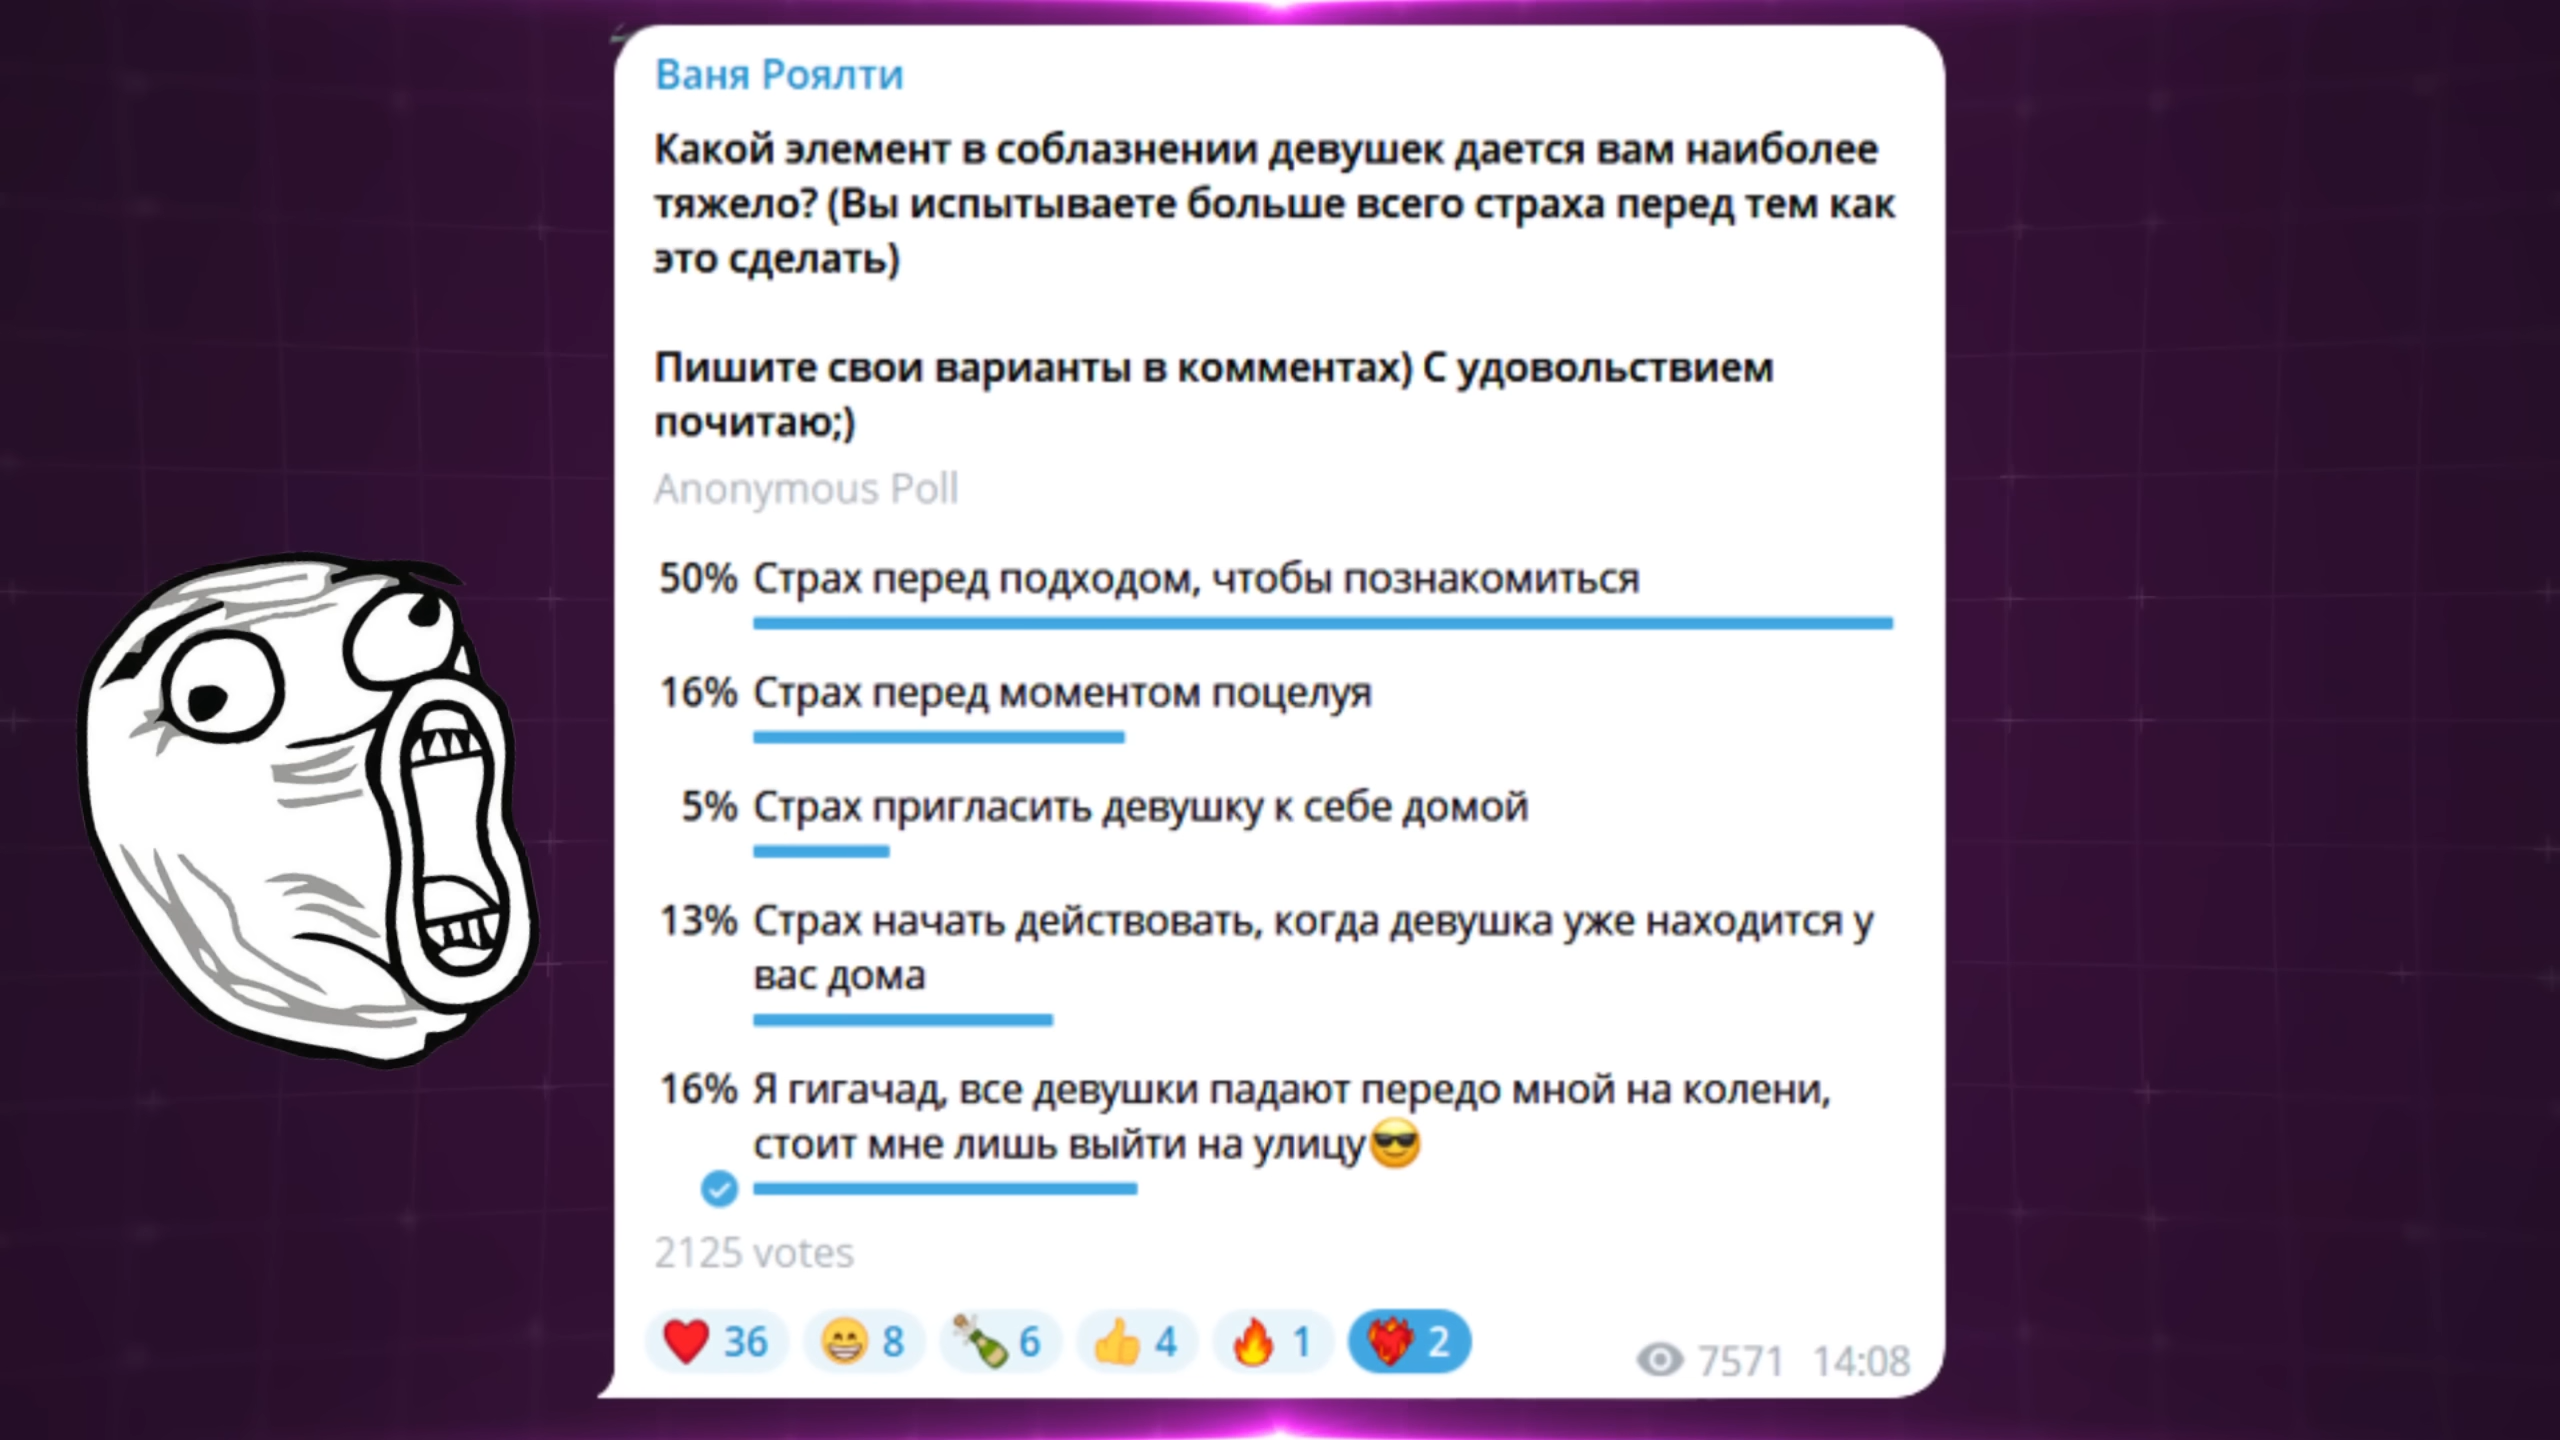 Ваня Роялти
Какой элемент в соблазнении девушек дается вам наиболее
тяжело? (Вы испытываете больше всего страха перед тем как
это сделать)
Пишите свои варианты в комментах) С удовольствием
почитаю;)
Anonymous Poll
50% Страх перед подходом, чтобы познакомиться
16% Страх перед моментом поцелуя
5% Страх пригласить девушку к себе домой
13% Страх начать действовать, когда девушка уже находится у
вас дома
16% Я гигачад, все девушки падают передо мной на колени,
стоит мне лишь выйти на улицу😎
2125 votes
❤️ 36 😁 8 🍾 6 👍 4 🔥 1 ❤️‍🔥 2
7571 14:08